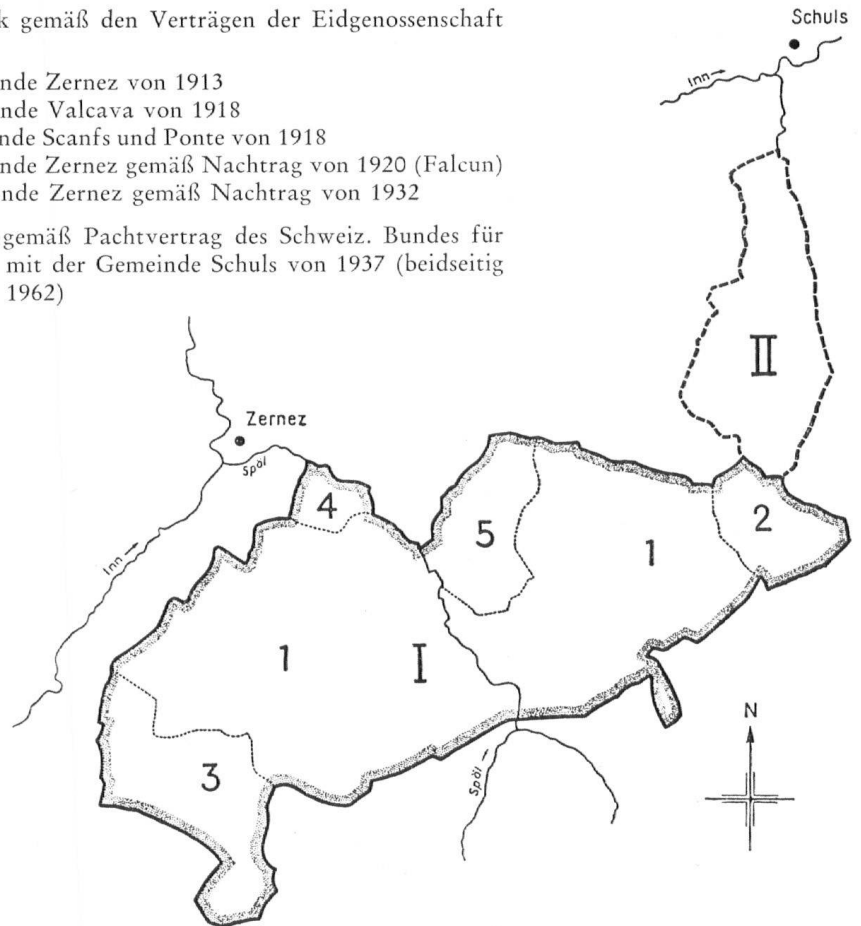 k gemäß den Verträgen der Eidgenossenschaft
nde Zernez von 1913
nde Valcava von 1918
nde Scanfs und Ponte von 1918
nde Zernez gemäß Nachtrag von 1920 (Falcun)
nde Zernez gemäß Nachtrag von 1932
gemäß Pachtvertrag des Schweiz. Bundes für
mit der Gemeinde Schuls von 1937 (beidseitig
1962)
Schuls
Inn
II
Zernez
Spöl
4
5
1
2
Inn
1
I
3
Spöl
N